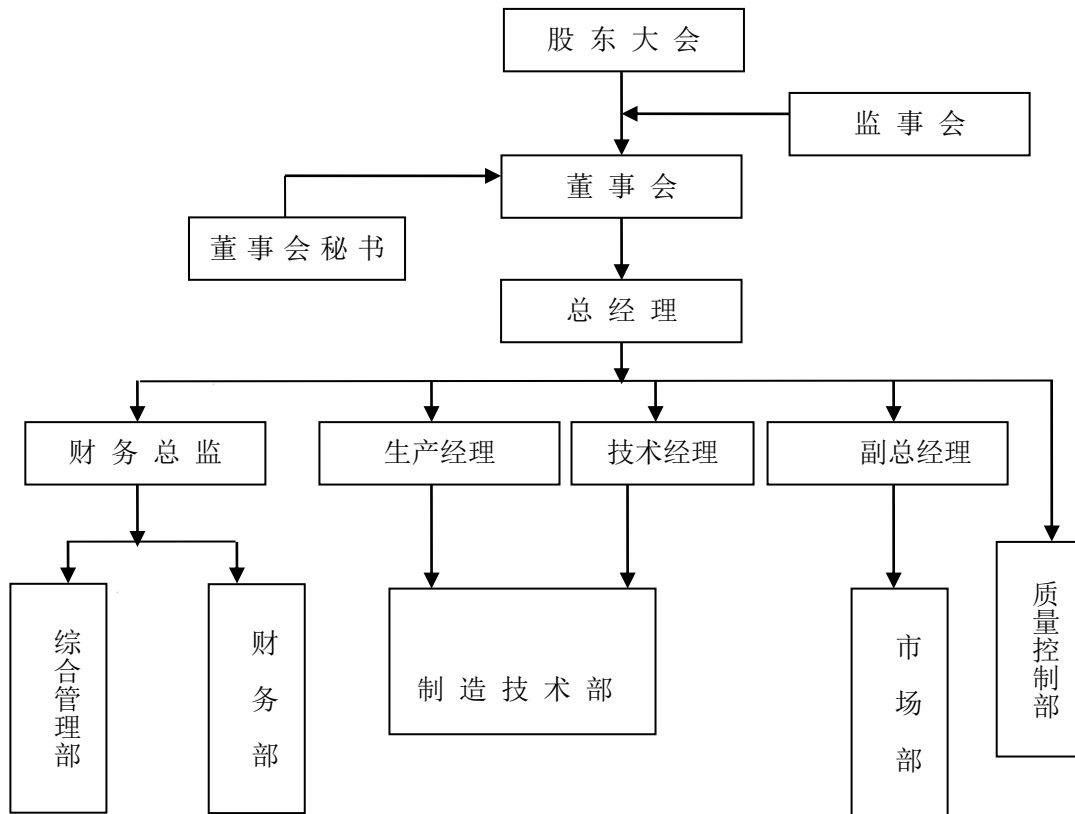 股东大会
监事会
董事会
董事会秘书
总经理
财务总监
生产经理
技术经理
副总经理
综合管理部
财务部
制造技术部
市场部
质量控制部